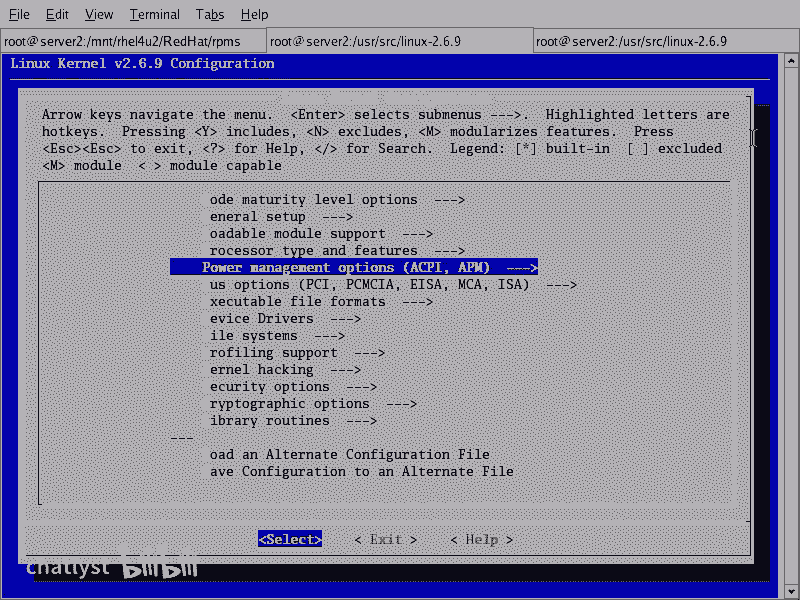 File Edit View Terminal Tabs Help
root@server2:/mnt/rhel4u2/RedHat/rpms root@server2:/usr/src/linux-2.6.9 root@server2:/usr/src/linux-2.6.9
Linux Kernel v2.6.9 Configuration
Arrow keys navigate the menu. <Enter> selects submenus --->. Highlighted letters are
hotkeys. Pressing <Y> includes, <N> excludes, <M> modularizes features. Press
<Esc><Esc> to exit, <?> for Help, </> for Search. Legend: [*] built-in [ ] excluded
<M> module < > module capable
ode maturity level options --->
eneral setup --->
oadable module support --->
rocessor type and features --->
Power management options (ACPI, APM) --->
us options (PCI, PCMCIA, EISA, MCA, ISA) --->
xecutable file formats --->
evice Drivers --->
ile systems --->
rofiling support --->
ernel hacking --->
ecurity options --->
ryptographic options --->
ibrary routines --->
---
oad an Alternate Configuration File
ave Configuration to an Alternate File
<Select> < Exit > < Help >
challyst bilibili